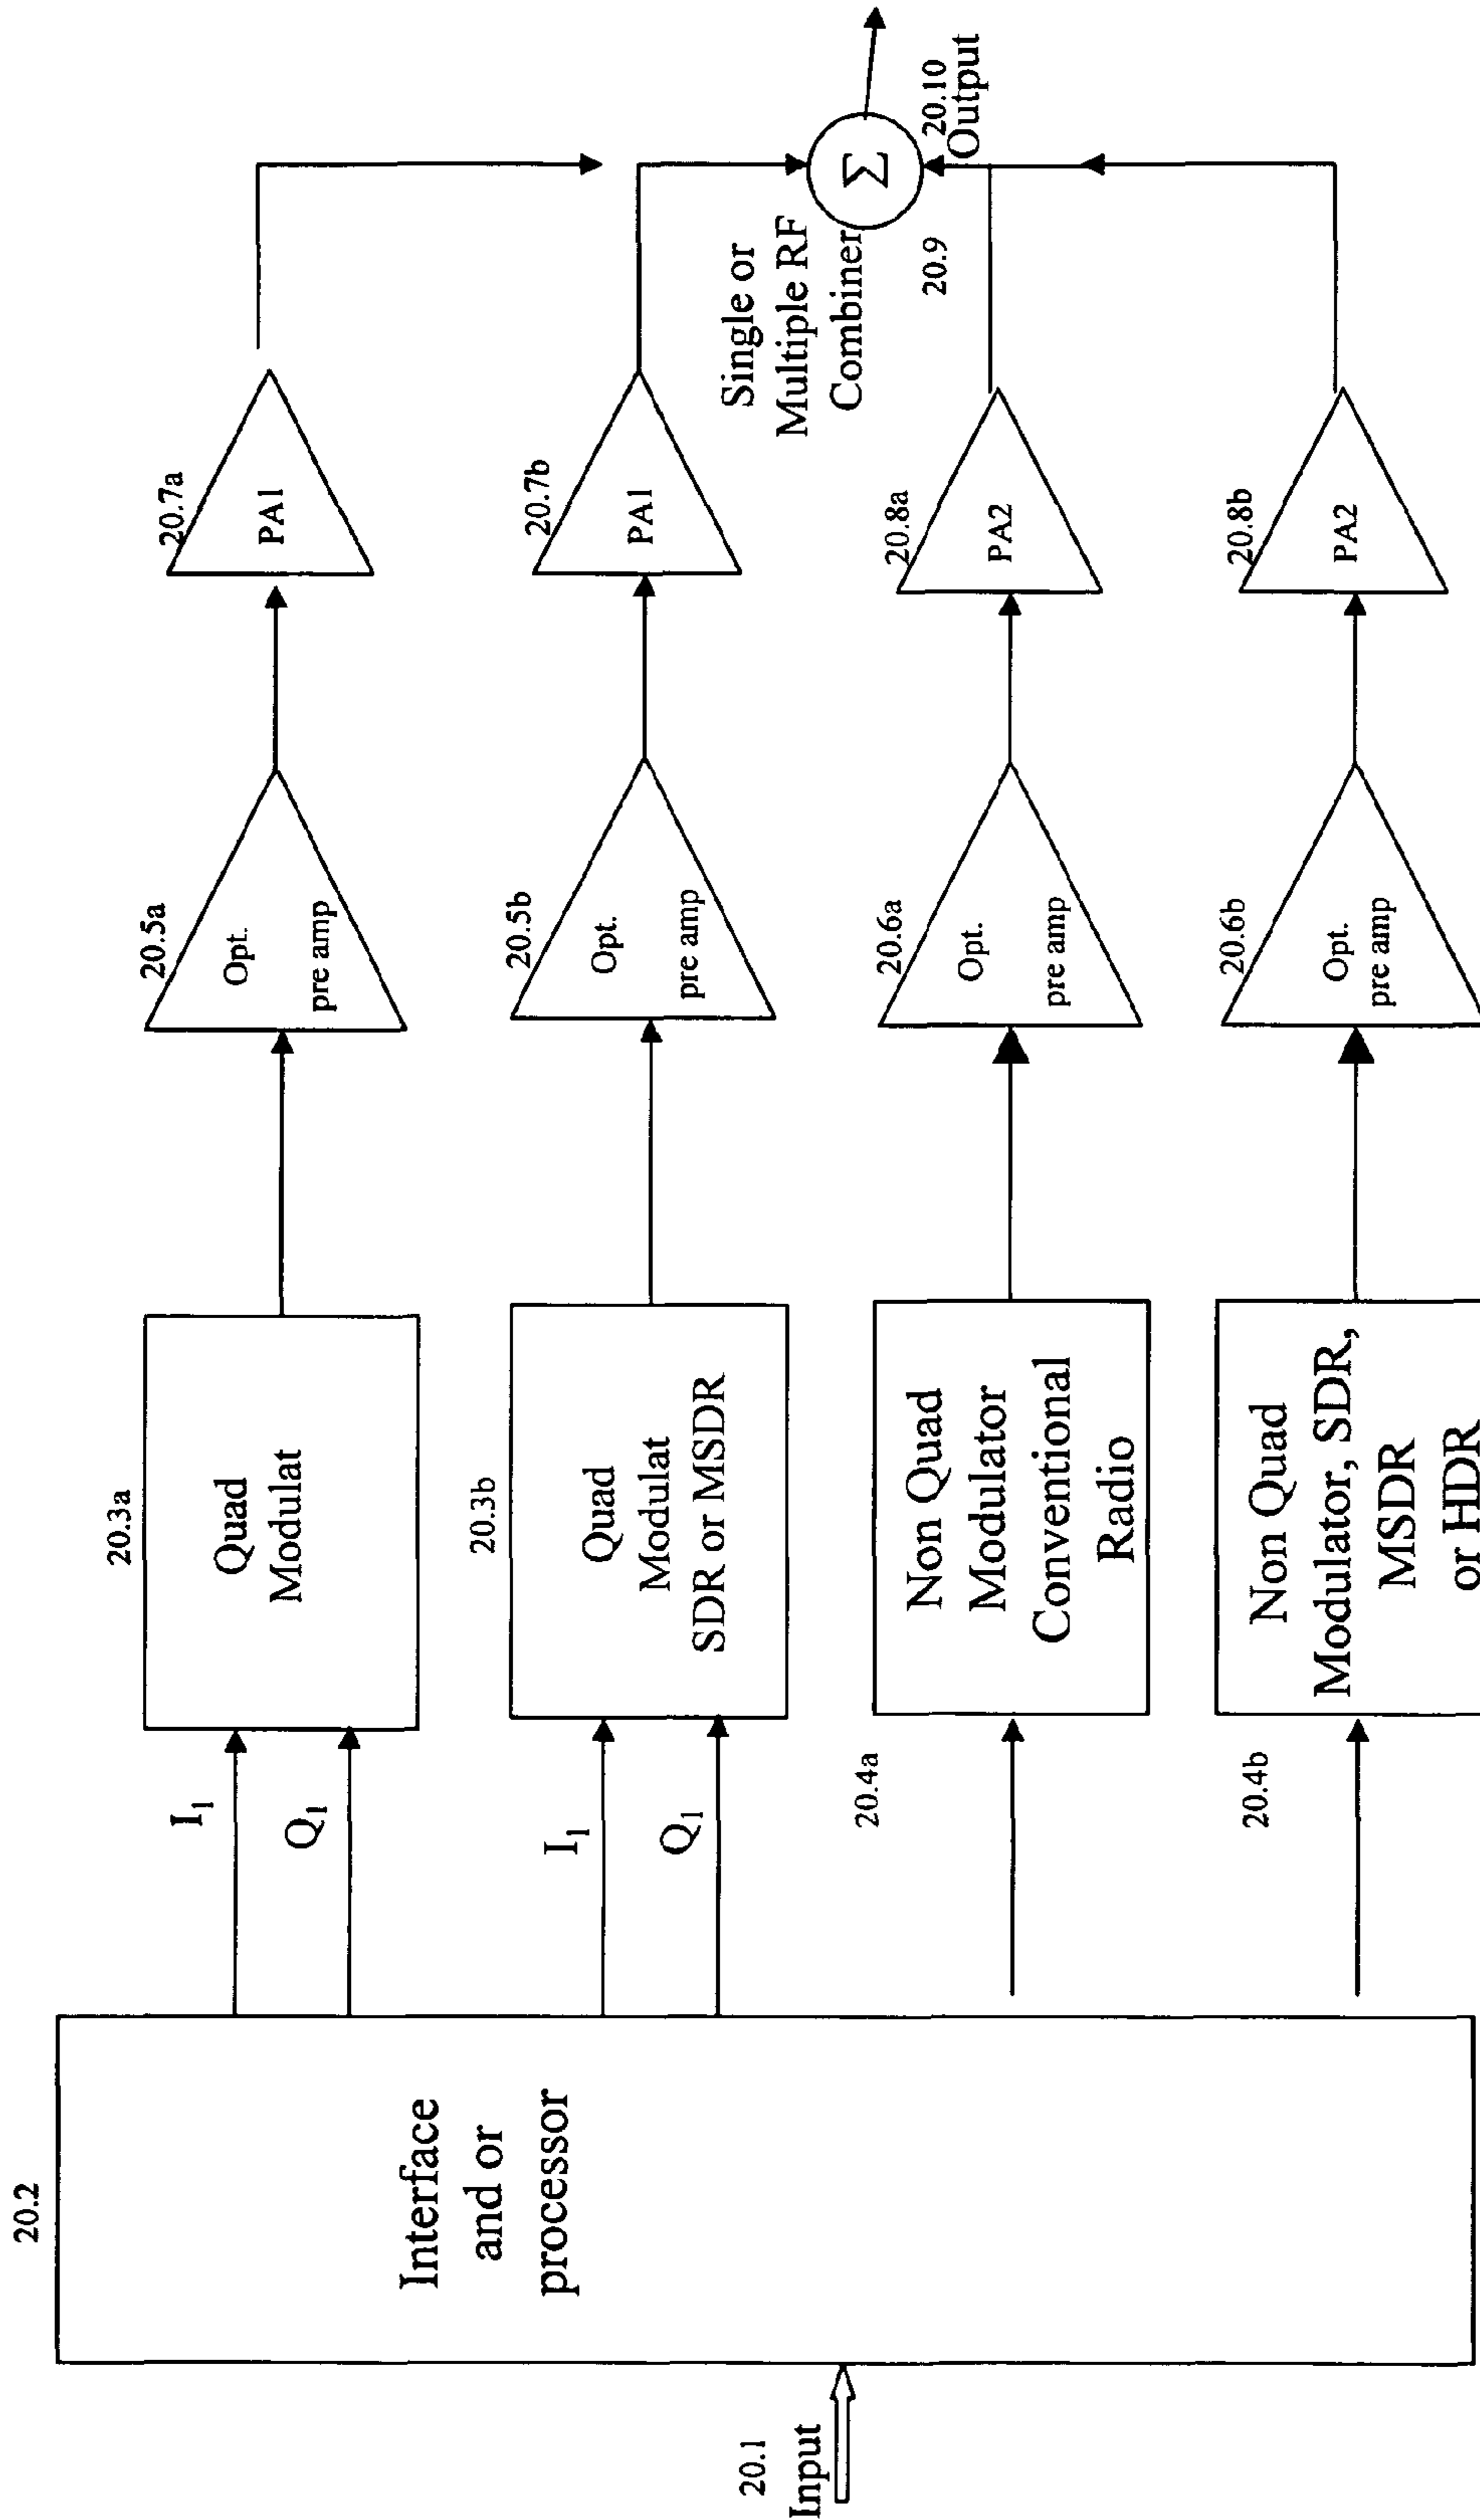 20.1
Input
20.2
Interface
and or
processor
I1
Q1
20.3a
Quad
Modulat
20.5a
Opt.
pre amp
20.7a
PA1
I1
Q1
20.3b
Quad
Modulat
SDR or MSDR
20.5b
Opt.
pre amp
20.7b
PA1
Single or
Multiple RF
Combiner
Σ
20.9
20.10
Output
20.4a
Non Quad
Modulator
Conventional
Radio
20.6a
Opt.
pre amp
20.8a
PA2
20.4b
Non Quad
Modulator, SDR,
MSDR
or HDR
20.6b
Opt.
pre amp
20.8b
PA2